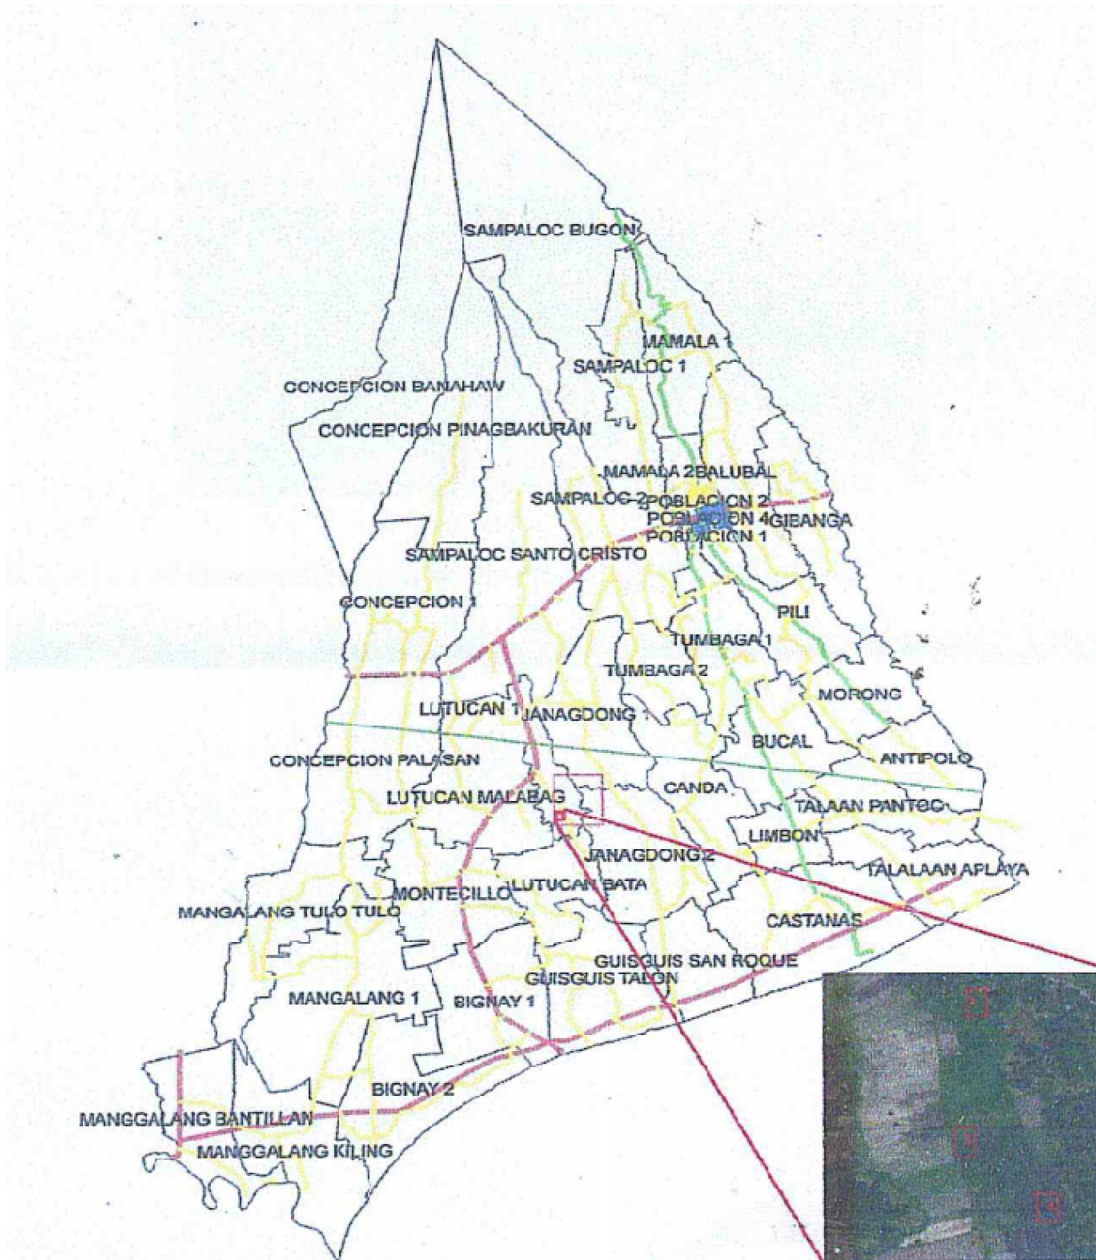 SAMPALOC BUGON
MAMALA 1
SAMPALOC 1
CONCEPCION BANAHAW
CONCEPCION PINAGBAKURAN
MAMALA 2
BALUBAL
SAMPALOC 2
POBLACION 2
POBLACION 4
GIBANGA
POBLACION 1
SAMPALOC SANTO CRISTO
CONCEPCION 1
PILI
TUMBAGA 1
TUMBAGA 2
MORONG
LUTUCAN 1
JANAGDONG 1
BUCAL
CONCEPCION PALASAN
ANTIPOLO
CANDA
LUTUCAN MALABAG
TALAAN PANTOC
LIMBON
JANAGDONG 2
TALALAAN APLAYA
LUTUCAN BATA
MONTECILLO
MANGALANG TULO TULO
CASTANAS
GUISGUIS SAN ROQUE
GUISGUIS TALON
MANGALANG 1
BIGNAY 1
BIGNAY 2
MANGGALANG BANTILLAN
MANGGALANG KILING